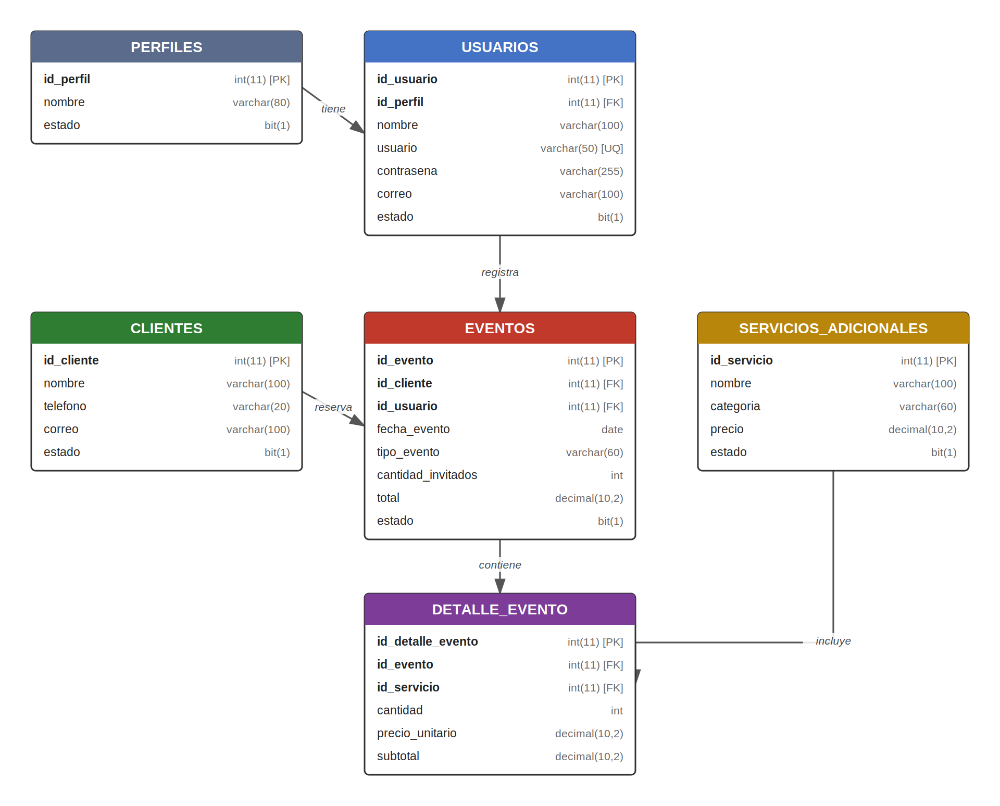 PERFILES
id_perfil int(11) [PK]
nombre varchar(80)
estado bit(1)
tiene
USUARIOS
id_usuario int(11) [PK]
id_perfil int(11) [FK]
nombre varchar(100)
usuario varchar(50) [UQ]
contrasena varchar(255)
correo varchar(100)
estado bit(1)
registra
CLIENTES
id_cliente int(11) [PK]
nombre varchar(100)
telefono varchar(20)
correo varchar(100)
estado bit(1)
reserva
EVENTOS
id_evento int(11) [PK]
id_cliente int(11) [FK]
id_usuario int(11) [FK]
fecha_evento date
tipo_evento varchar(60)
cantidad_invitados int
total decimal(10,2)
estado bit(1)
SERVICIOS_ADICIONALES
id_servicio int(11) [PK]
nombre varchar(100)
categoria varchar(60)
precio decimal(10,2)
estado bit(1)
contiene
DETALLE_EVENTO
id_detalle_evento int(11) [PK]
id_evento int(11) [FK]
id_servicio int(11) [FK]
cantidad int
precio_unitario decimal(10,2)
subtotal decimal(10,2)
incluye